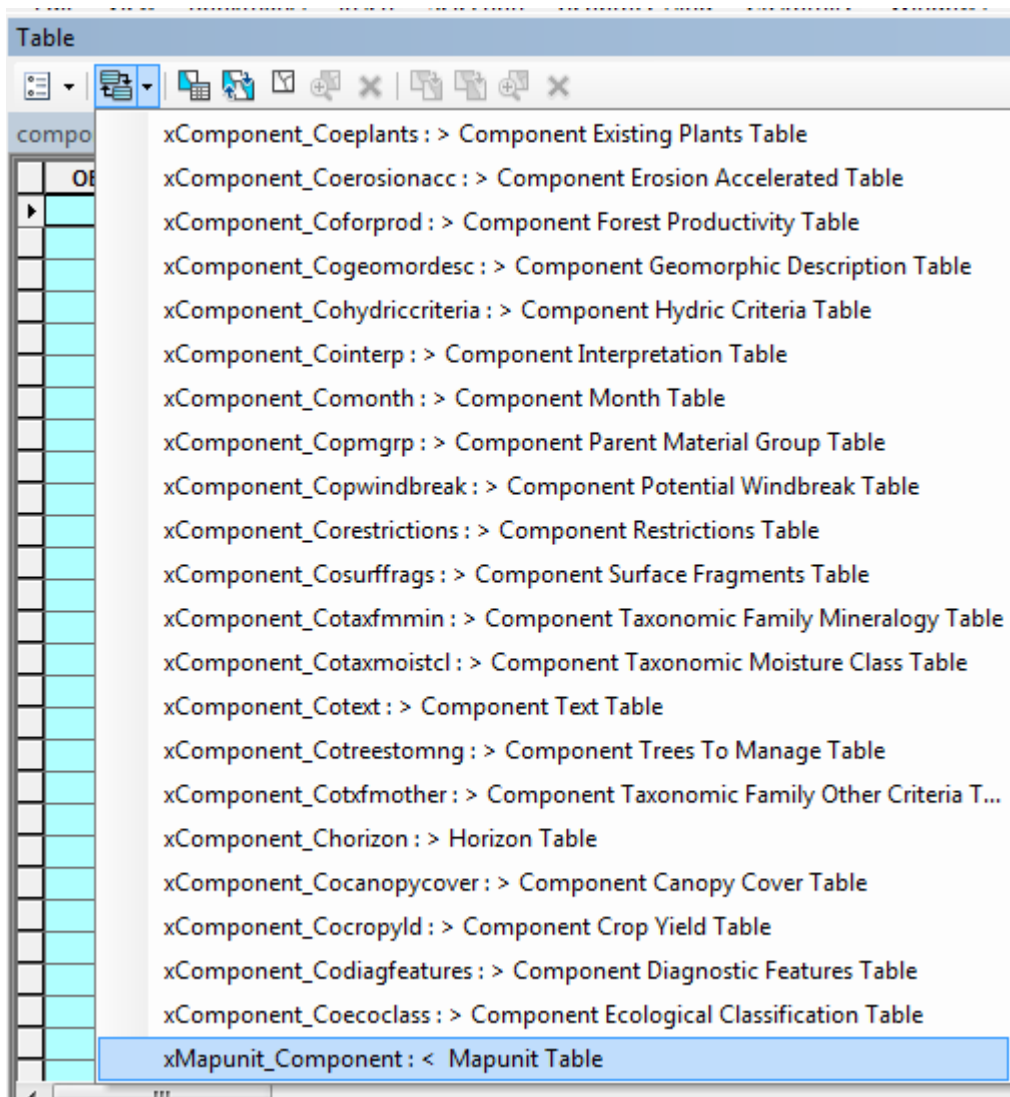 Table
compo
OB
xComponent_Coeplants : > Component Existing Plants Table
xComponent_Coerosionacc : > Component Erosion Accelerated Table
xComponent_Coforprod : > Component Forest Productivity Table
xComponent_Cogeomordesc : > Component Geomorphic Description Table
xComponent_Cohydriccriteria : > Component Hydric Criteria Table
xComponent_Cointerp : > Component Interpretation Table
xComponent_Comonth : > Component Month Table
xComponent_Copmgrp : > Component Parent Material Group Table
xComponent_Copwindbreak : > Component Potential Windbreak Table
xComponent_Corestrictions : > Component Restrictions Table
xComponent_Cosurffrags : > Component Surface Fragments Table
xComponent_Cotaxfmmin : > Component Taxonomic Family Mineralogy Table
xComponent_Cotaxmoistcl : > Component Taxonomic Moisture Class Table
xComponent_Cotext : > Component Text Table
xComponent_Cotreestomng : > Component Trees To Manage Table
xComponent_Cotxfmother : > Component Taxonomic Family Other Criteria T...
xComponent_Chorizon : > Horizon Table
xComponent_Cocanopycover : > Component Canopy Cover Table
xComponent_Cocropyld : > Component Crop Yield Table
xComponent_Codiagfeatures : > Component Diagnostic Features Table
xComponent_Coecoclass : > Component Ecological Classification Table
xMapunit_Component : < Mapunit Table